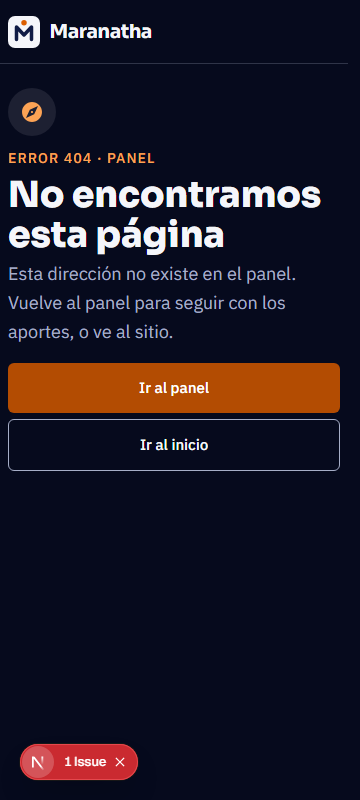 Maranatha
ERROR 404 · PANEL
No encontramos
esta página
Esta dirección no existe en el panel.
Vuelve al panel para seguir con los
aportes, o ve al sitio.
Ir al panel
Ir al inicio
1 Issue